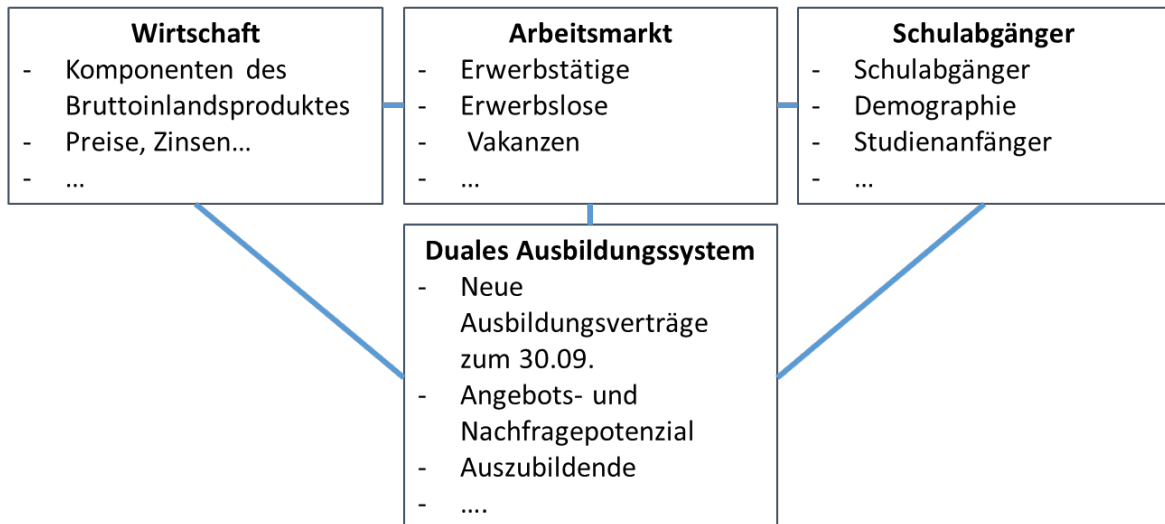 Wirtschaft
- Komponenten des
Bruttoinlandsproduktes
- Preise, Zinsen...
- ...
Arbeitsmarkt
- Erwerbstätige
- Erwerbslose
- Vakanzen
- ...
Schulabgänger
- Schulabgänger
- Demographie
- Studienanfänger
- ...
Duales Ausbildungssystem
- Neue
Ausbildungsverträge
zum 30.09.
- Angebots- und
Nachfragepotenzial
- Auszubildende
- ....